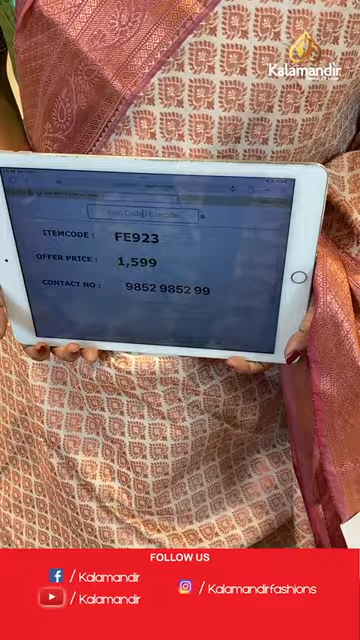 Kalamandir
ITEMCODE : FE923
OFFER PRICE : 1,599
CONTACT NO : 9852 9852 99
FOLLOW US
/ Kalamandir
/ Kalamandirfashions
/ Kalamandir